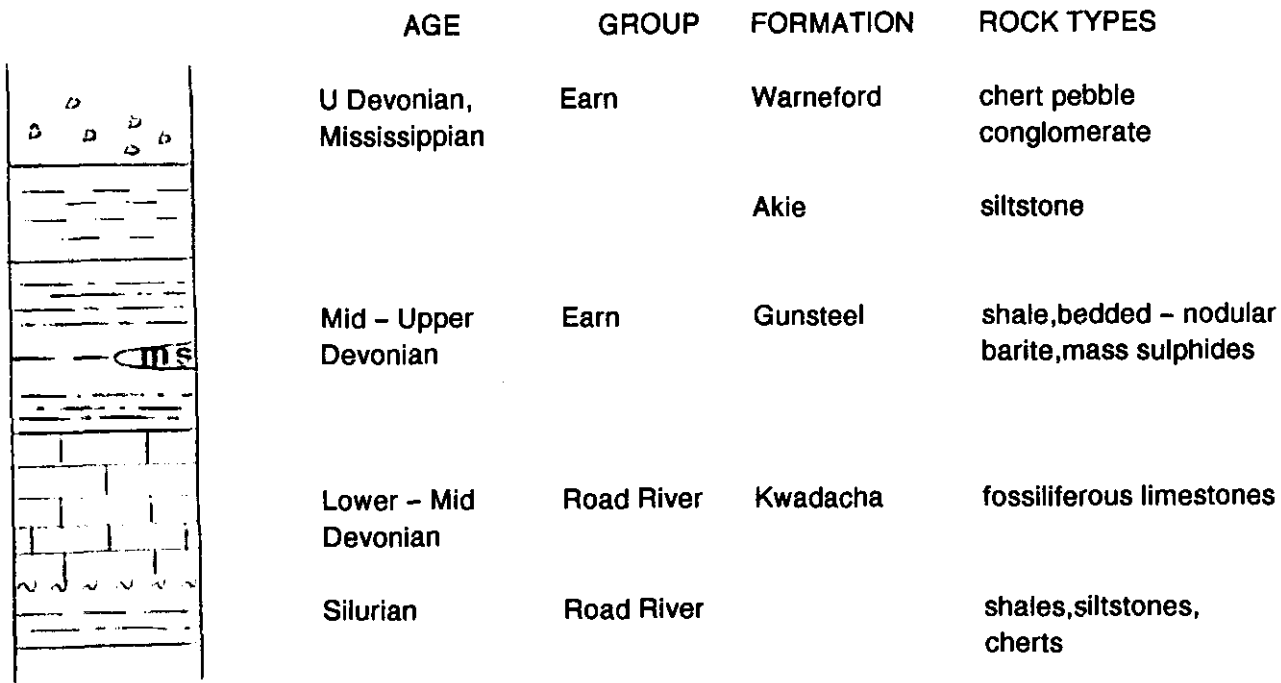 AGE GROUP FORMATION ROCK TYPES
U Devonian, Earn Warneford chert pebble
Mississippian conglomerate
Akie siltstone
Mid – Upper Earn Gunsteel shale,bedded – nodular
Devonian barite,mass sulphides
m s
Lower – Mid Road River Kwadacha fossiliferous limestones
Devonian
Silurian Road River shales,siltstones,
cherts